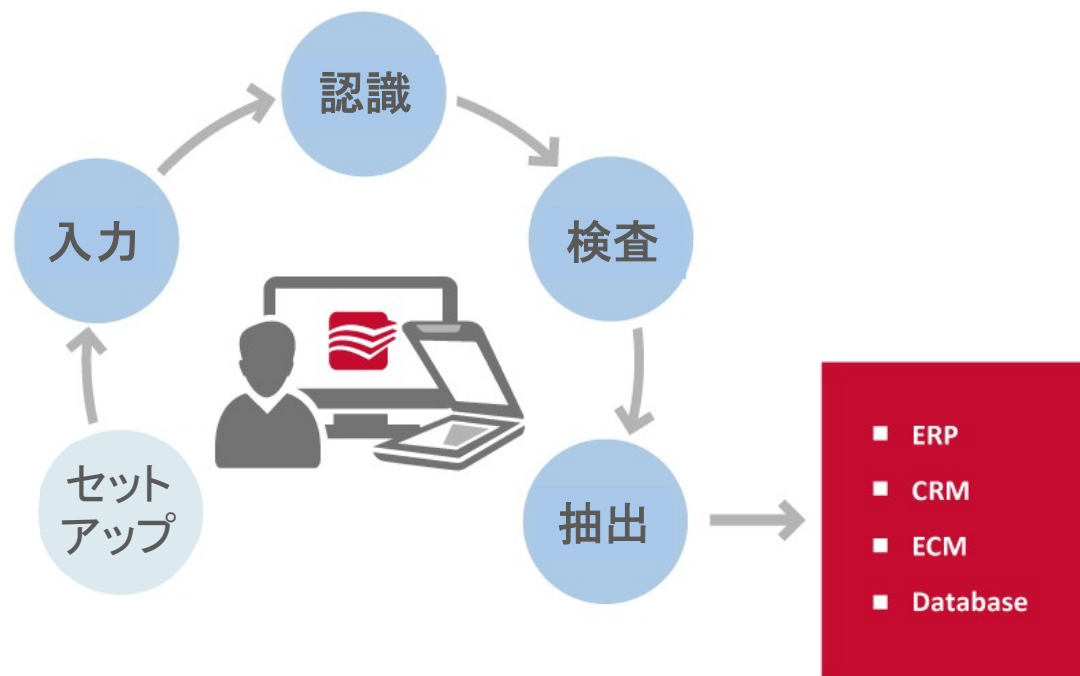 認識
入力
検査
セット
アップ
抽出
■ ERP
■ CRM
■ ECM
■ Database